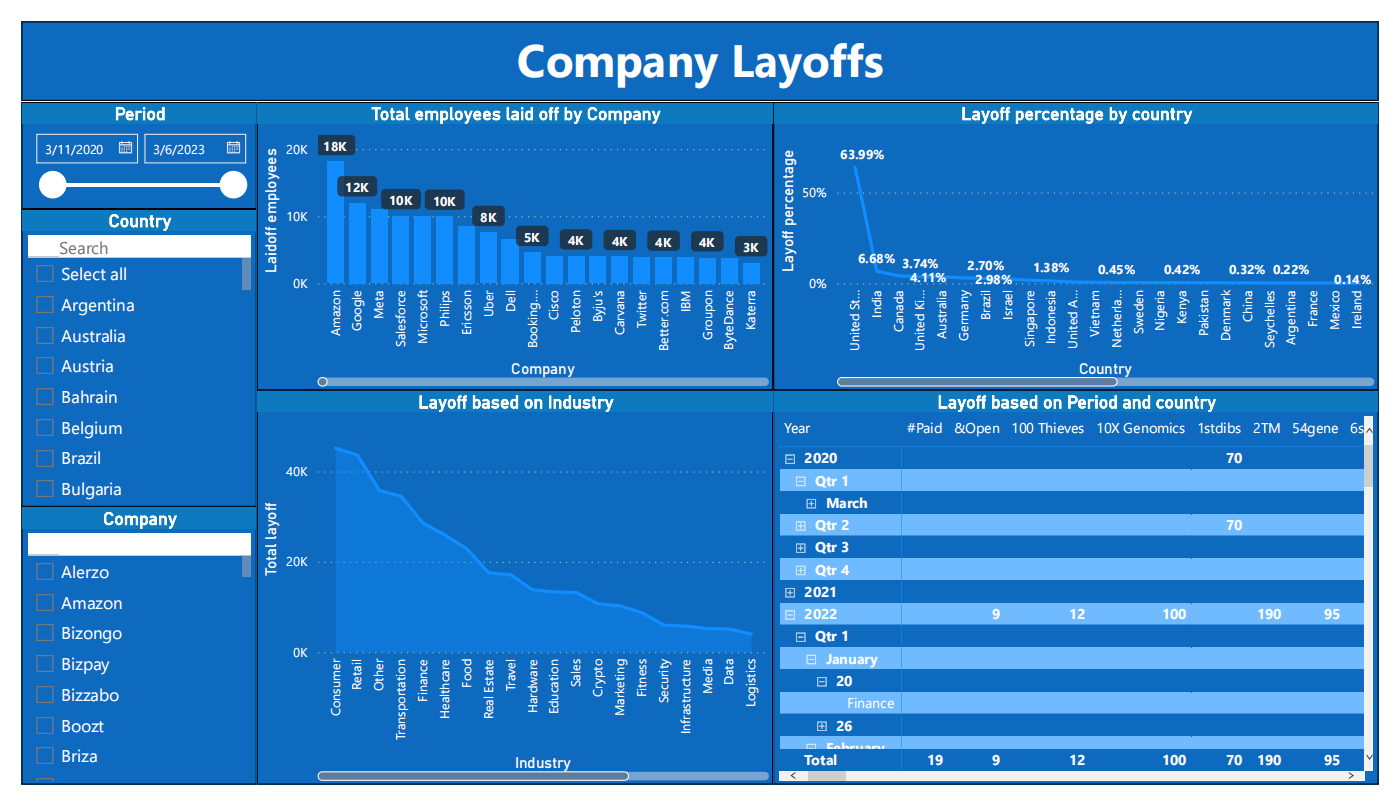 Company Layoffs
Period
3/11/2020 3/6/2023
Country
Search
Select all
Argentina
Australia
Austria
Bahrain
Belgium
Brazil
Bulgaria
Company
Alerzo
Amazon
Bizongo
Bizpay
Bizzabo
Boozt
Briza
Total employees laid off by Company
Laidoff employees
20K
10K
0K
18K
12K
10K
10K
8K
5K
4K
4K
4K
4K
3K
Amazon
Google
Meta
Salesforce
Microsoft
Philips
Ericsson
Uber
Dell
Booking....
Cisco
Peloton
Byju's
Carvana
Twitter
Better.com
IBM
Groupon
ByteDance
Katerra
Company
Layoff percentage by country
Layoff percentage
50%
0%
63.99%
6.68%
3.74%
4.11%
2.70%
2.98%
1.38%
0.45%
0.42%
0.32%
0.22%
0.14%
United St...
India
Canada
United Ki...
Australia
Germany
Brazil
Israel
Singapore
Indonesia
United A...
Vietnam
Netherla...
Sweden
Nigeria
Kenya
Pakistan
Denmark
China
Seychelles
Argentina
France
Mexico
Ireland
Country
Layoff based on Industry
Total layoff
40K
20K
0K
Consumer
Retail
Other
Transportation
Finance
Healthcare
Food
Real Estate
Travel
Hardware
Education
Sales
Crypto
Marketing
Fitness
Security
Infrastructure
Media
Data
Logistics
Industry
Layoff based on Period and country
Year #Paid &Open 100 Thieves 10X Genomics 1stdibs 2TM 54gene 6s
2020 70
Qtr 1
March
Qtr 2 70
Qtr 3
Qtr 4
2021
2022 9 12 100 190 95
Qtr 1
January
20
Finance
26
February
Total 19 9 12 100 70 190 95